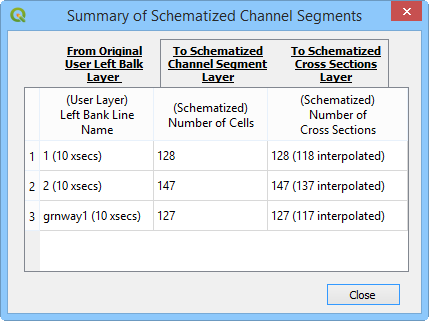 Summary of Schematized Channel Segments
From Original
User Left Balk
Layer
To Schematized
Channel Segment
Layer
To Schematized
Cross Sections
Layer
(User Layer)
Left Bank Line
Name
(Schematized)
Number of Cells
(Schematized)
Number of
Cross Sections
1 1 (10 xsecs) 128 128 (118 interpolated)
2 2 (10 xsecs) 147 147 (137 interpolated)
3 grnway1 (10 xsecs) 127 127 (117 interpolated)
Close